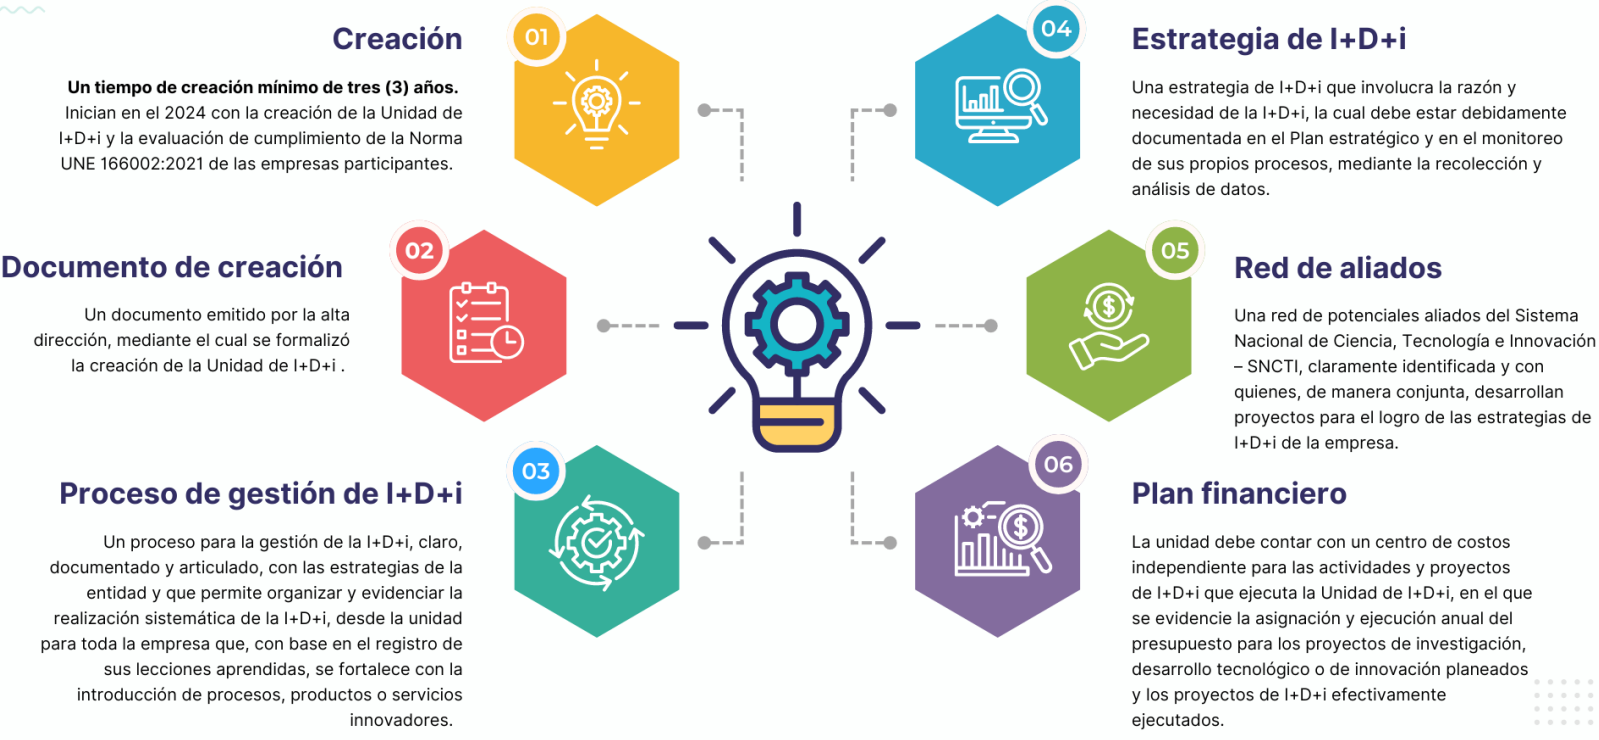 01
Creación
Un tiempo de creación mínimo de tres (3) años.
Inician en el 2024 con la creación de la Unidad de
I+D+i y la evaluación de cumplimiento de la Norma
UNE 166002:2021 de las empresas participantes.
02
Documento de creación
Un documento emitido por la alta
dirección, mediante el cual se formalizó
la creación de la Unidad de I+D+i .
03
Proceso de gestión de I+D+i
Un proceso para la gestión de la I+D+i, claro,
documentado y articulado, con las estrategias de la
entidad y que permite organizar y evidenciar la
realización sistemática de la I+D+i, desde la unidad
para toda la empresa que, con base en el registro de
sus lecciones aprendidas, se fortalece con la
introducción de procesos, productos o servicios
innovadores.
04
Estrategia de I+D+i
Una estrategia de I+D+i que involucra la razón y
necesidad de la I+D+i, la cual debe estar debidamente
documentada en el Plan estratégico y en el monitoreo
de sus propios procesos, mediante la recolección y
análisis de datos.
05
Red de aliados
Una red de potenciales aliados del Sistema
Nacional de Ciencia, Tecnología e Innovación
– SNCTI, claramente identificada y con
quienes, de manera conjunta, desarrollan
proyectos para el logro de las estrategias de
I+D+i de la empresa.
06
Plan financiero
La unidad debe contar con un centro de costos
independiente para las actividades y proyectos
de I+D+i que ejecuta la Unidad de I+D+i, en el que
se evidencie la asignación y ejecución anual del
presupuesto para los proyectos de investigación,
desarrollo tecnológico o de innovación planeados
y los proyectos de I+D+i efectivamente
ejecutados.